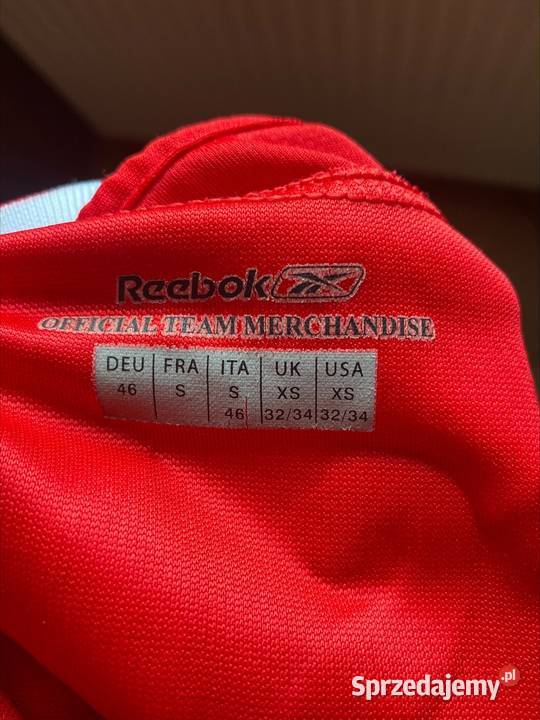 Reebok
OFFICIAL TEAM MERCHANDISE
DEU FRA ITA UK USA
46 S S XS XS
46 32/34 32/34
Sprzedajemy.pl